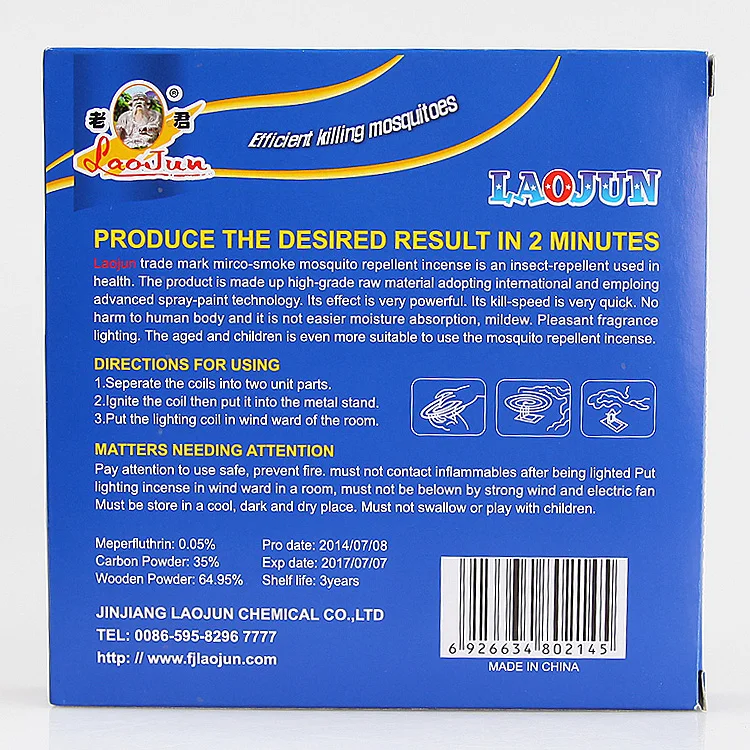 老 君 ®
LaoJun
Efficient killing mosquitoes
LAOJUN
PRODUCE THE DESIRED RESULT IN 2 MINUTES
Laojun trade mark mirco-smoke mosquito repellent incense is an insect-repellent used in
health. The product is made up high-grade raw material adopting international and emploing
advanced spray-paint technology. Its effect is very powerful. Its kill-speed is very quick. No
harm to human body and it is not easier moisture absorption, mildew. Pleasant fragrance
lighting. The aged and children is even more suitable to use the mosquito repellent incense.
DIRECTIONS FOR USING
1.Seperate the coils into two unit parts.
2.Ignite the coil then put it into the metal stand.
3.Put the lighting coil in wind ward of the room.
MATTERS NEEDING ATTENTION
Pay attention to use safe, prevent fire. must not contact inflammables after being lighted Put
lighting incense in wind ward in a room, must not be belown by strong wind and electric fan
Must be store in a cool, dark and dry place. Must not swallow or play with children.
Meperfluthrin: 0.05% Pro date: 2014/07/08
Carbon Powder: 35% Exp date: 2017/07/07
Wooden Powder: 64.95% Shelf life: 3years
JINJIANG LAOJUN CHEMICAL CO.,LTD
TEL: 0086-595-8296 7777
http: // www.fjlaojun.com
6 926634 802145
MADE IN CHINA